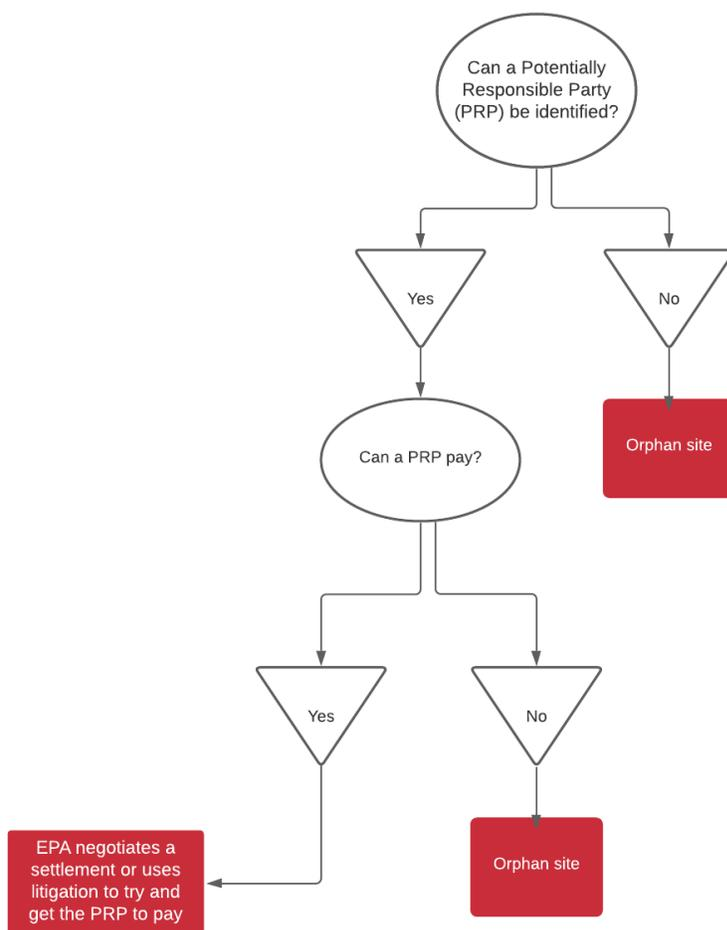 Can a Potentially
Responsible Party
(PRP) be identified?
Yes
No
Orphan site
Can a PRP pay?
Yes
No
EPA negotiates a
settlement or uses
litigation to try and
get the PRP to pay
Orphan site